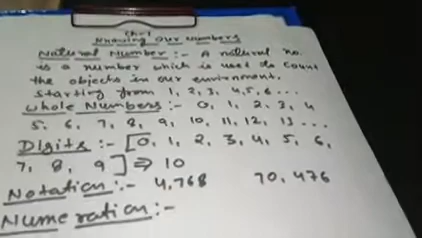 Ch-1
Knowing Our Numbers
Natural Number :- A natural no.
is a number which is used to count
the objects in our environment.
Starting from 1, 2, 3, 4, 5, 6, ...
Whole Numbers :- 0, 1, 2, 3, 4
5, 6, 7, 8, 9, 10, 11, 12, 13 ...
Digits :- [0, 1, 2, 3, 4, 5, 6,
7, 8, 9] ⇒ 10
Notation :- 4,768 70,476
Numeration :-